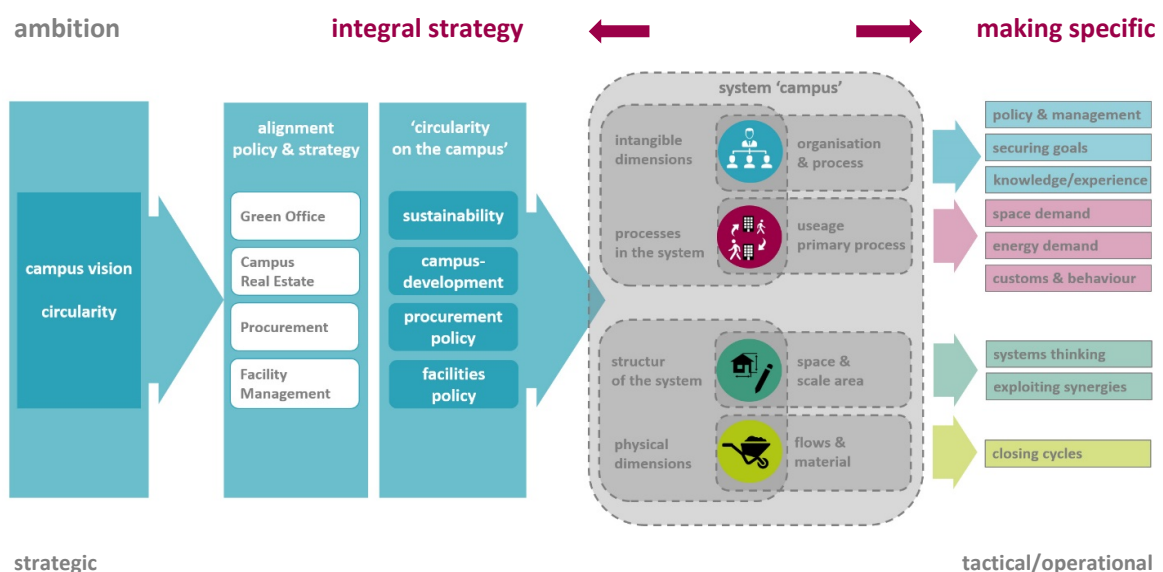 ambition
integral strategy
making specific
campus vision
circularity
alignment
policy & strategy
Green Office
Campus
Real Estate
Procurement
Facility
Management
‘circularity
on the campus’
sustainability
campus-
development
procurement
policy
facilities
policy
system ‘campus’
intangible
dimensions
organisation
& process
processes
in the system
useage
primary process
structur
of the system
space &
scale area
physical
dimensions
flows &
material
policy & management
securing goals
knowledge/experience
space demand
energy demand
customs & behaviour
systems thinking
exploiting synergies
closing cycles
strategic
tactical/operational